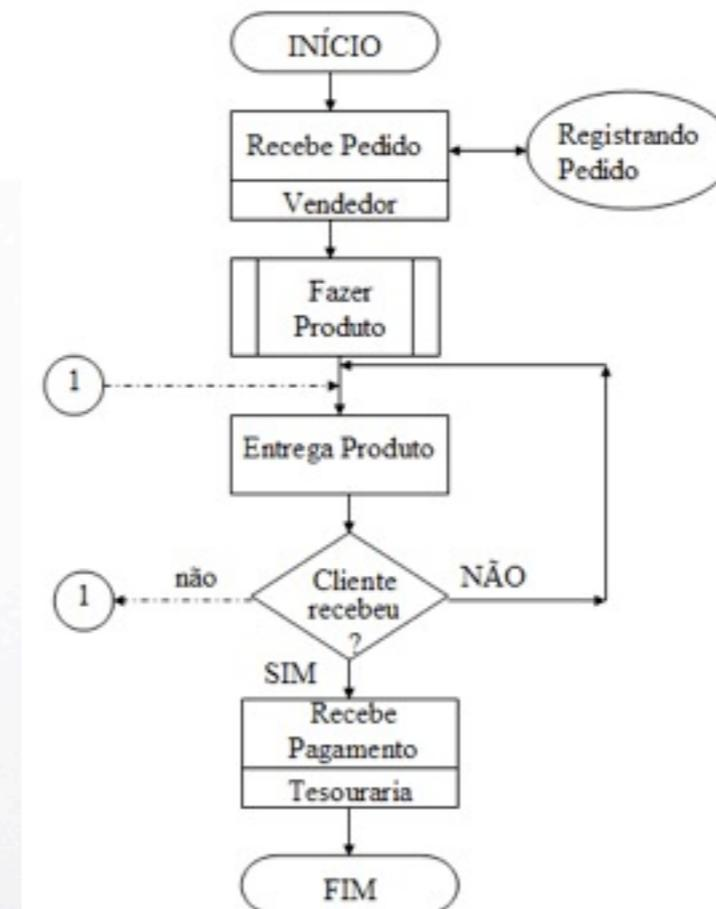 INÍCIO
Recebe Pedido
Vendedor
Registrando
Pedido
Fazer
Produto
1
Entrega Produto
1
não
Cliente
recebeu
?
NÃO
SIM
Recebe
Pagamento
Tesouraria
FIM